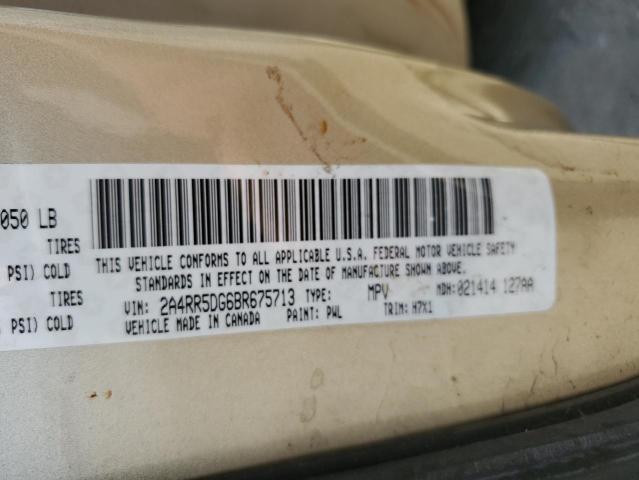 050 LB
TIRES
PSI) COLD
TIRES
PSI) COLD
THIS VEHICLE CONFORMS TO ALL APPLICABLE U.S.A. FEDERAL MOTOR VEHICLE SAFETY
STANDARDS IN EFFECT ON THE DATE OF MANUFACTURE SHOWN ABOVE.
VIN: 2A4RR5DG6BR675713 TYPE: MPV MDH:021414 127AA
VEHICLE MADE IN CANADA PAINT: PWL TRIM: H7X1